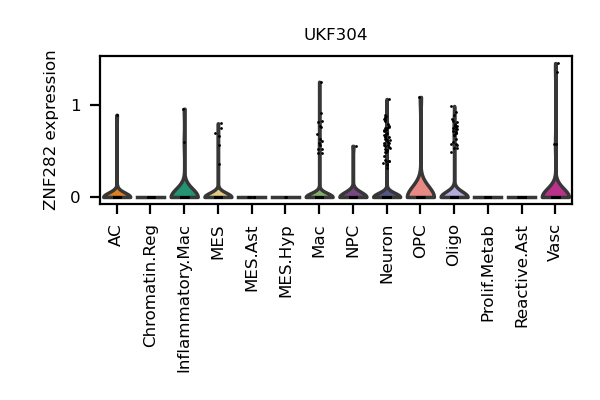 UKF304
ZNF282 expression
1
0
AC
Chromatin.Reg
Inflammatory.Mac
MES
MES.Ast
MES.Hyp
Mac
NPC
Neuron
OPC
Oligo
Prolif.Metab
Reactive.Ast
Vasc